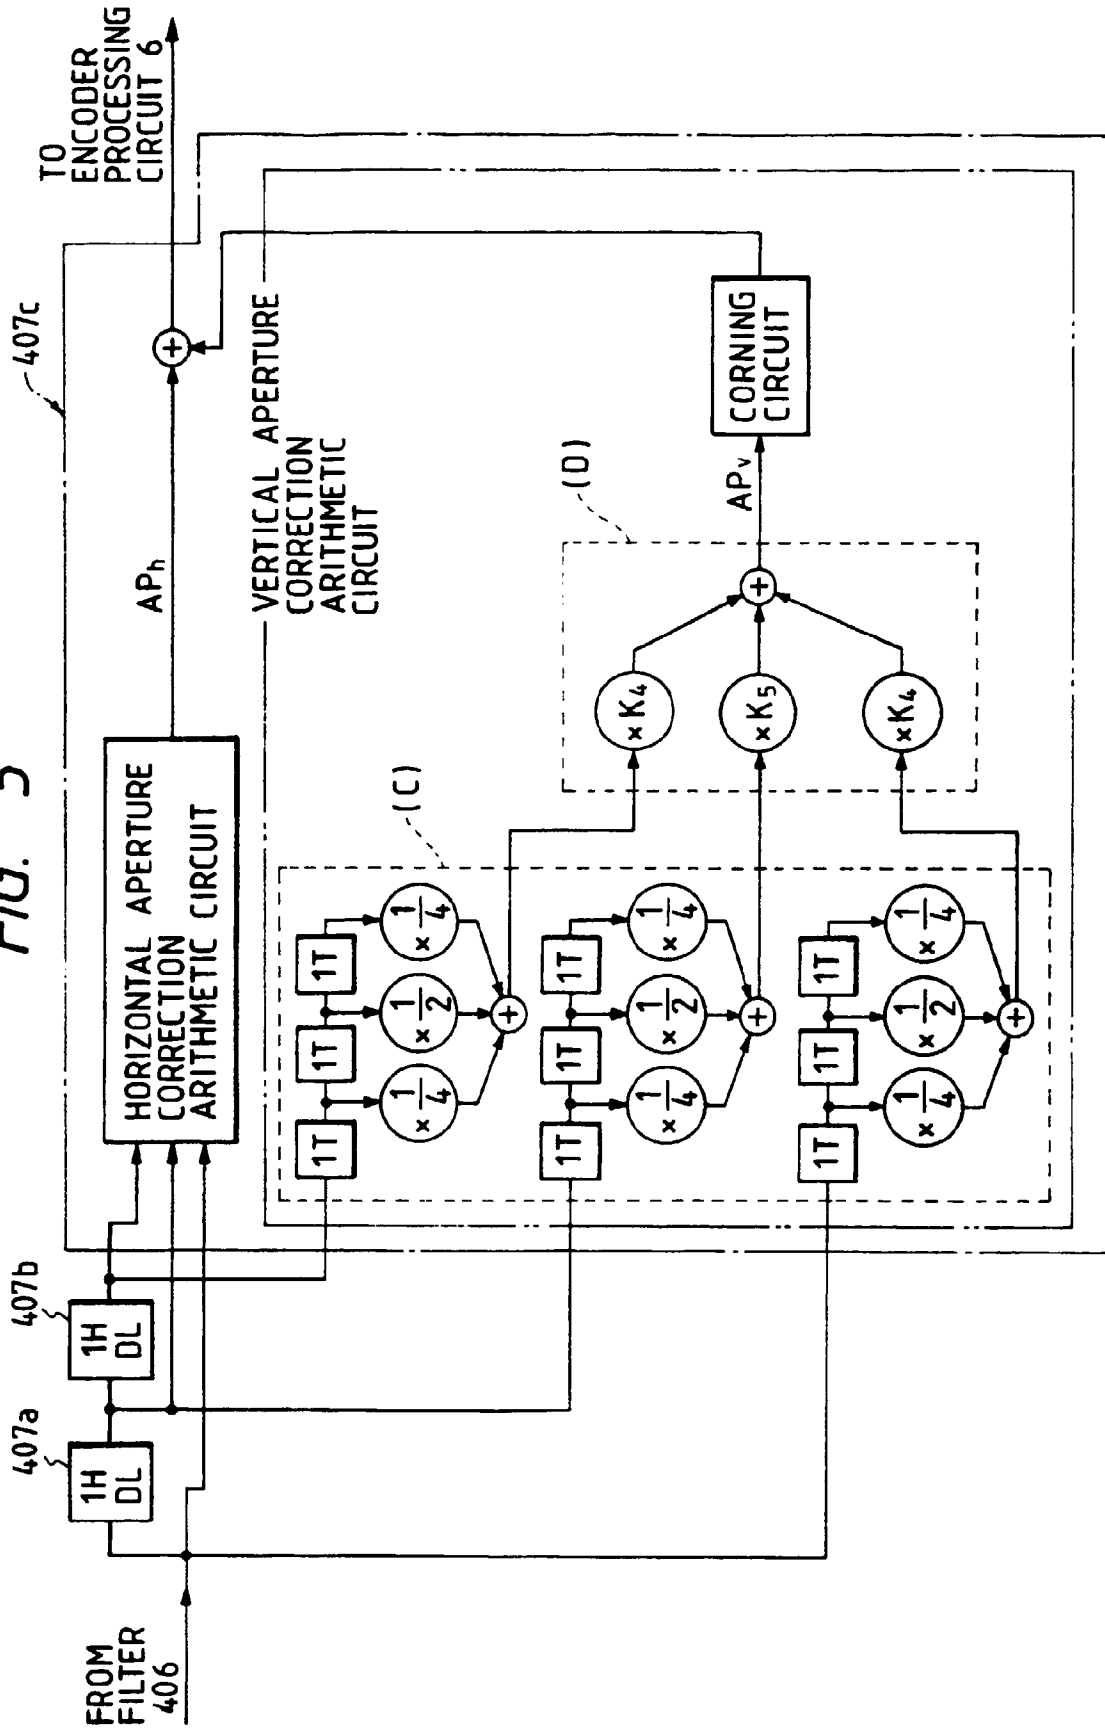 FIG.
FROM
FILTER
406
407a
1H
DL
407b
1H
DL
407c
HORIZONTAL APERTURE
CORRECTION
ARITHMETIC CIRCUIT
APh
+
TO
ENCODER
PROCESSING
CIRCUIT 6
VERTICAL APERTURE
CORRECTION
ARITHMETIC
CIRCUIT
(C)
1T
1T
1T
× 1/4
× 1/2
× 1/4
+
1T
1T
1T
× 1/4
× 1/2
× 1/4
+
1T
1T
1T
× 1/4
× 1/2
× 1/4
+
(D)
×K4
×K5
×K4
+
APv
CORNING
CIRCUIT